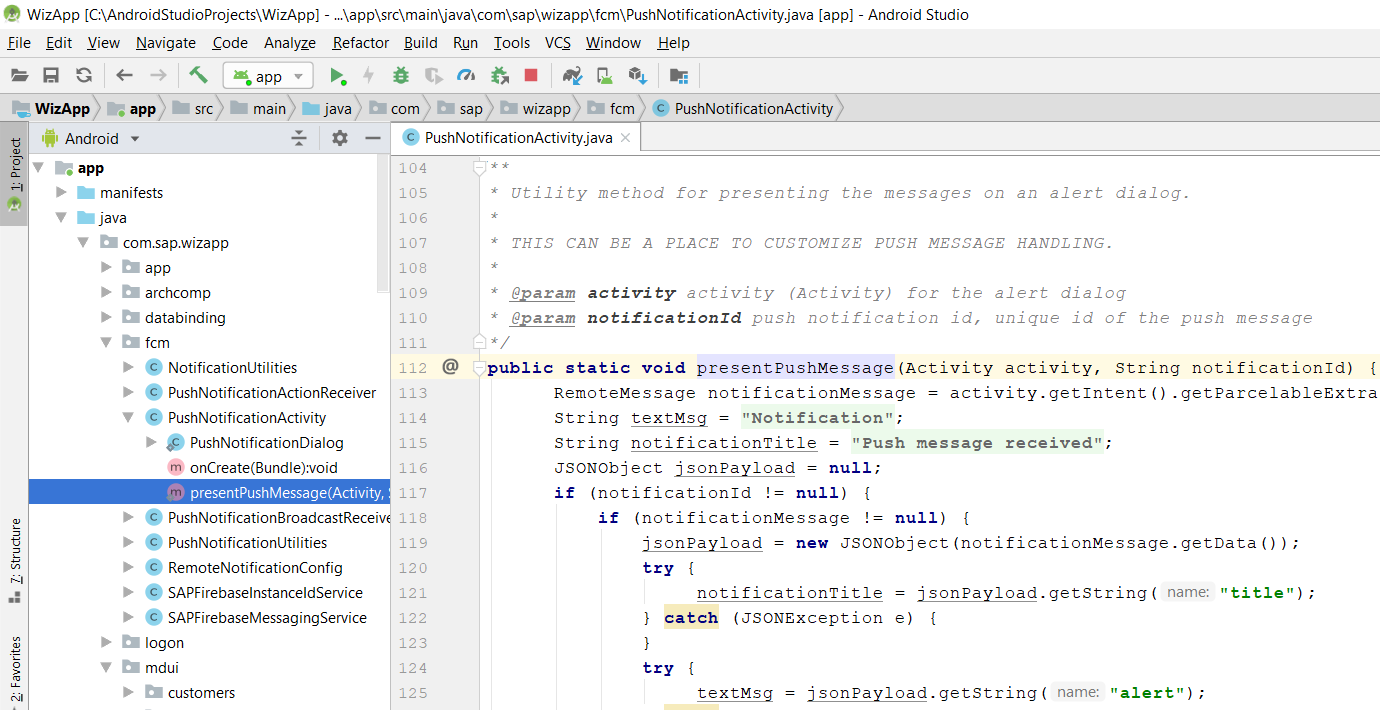 WizApp [C:\AndroidStudioProjects\WizApp] - ...\app\src\main\java\com\sap\wizapp\fcm\PushNotificationActivity.java [app] - Android Studio
File Edit View Navigate Code Analyze Refactor Build Run Tools VCS Window Help
app
WizApp app src main java com sap wizapp fcm PushNotificationActivity
1: Project
7: Structure
2: Favorites
Android
app
manifests
java
com.sap.wizapp
app
archcomp
databinding
fcm
NotificationUtilities
PushNotificationActionReceiver
PushNotificationActivity
PushNotificationDialog
onCreate(Bundle):void
presentPushMessage(Activity,
PushNotificationBroadcastReceive
PushNotificationUtilities
RemoteNotificationConfig
SAPFirebaseInstanceIdService
SAPFirebaseMessagingService
logon
mdui
customers
PushNotificationActivity.java
104 **
105 * Utility method for presenting the messages on an alert dialog.
106 *
107 * THIS CAN BE A PLACE TO CUSTOMIZE PUSH MESSAGE HANDLING.
108 *
109 * @param activity activity (Activity) for the alert dialog
110 * @param notificationId push notification id, unique id of the push message
111 */
112 @ public static void presentPushMessage(Activity activity, String notificationId) {
113 RemoteMessage notificationMessage = activity.getIntent().getParcelableExtra
114 String textMsg = "Notification";
115 String notificationTitle = "Push message received";
116 JSONObject jsonPayload = null;
117 if (notificationId != null) {
118 if (notificationMessage != null) {
119 jsonPayload = new JSONObject(notificationMessage.getData());
120 try {
121 notificationTitle = jsonPayload.getString( name: "title");
122 } catch (JSONException e) {
123 }
124 try {
125 textMsg = jsonPayload.getString( name: "alert");